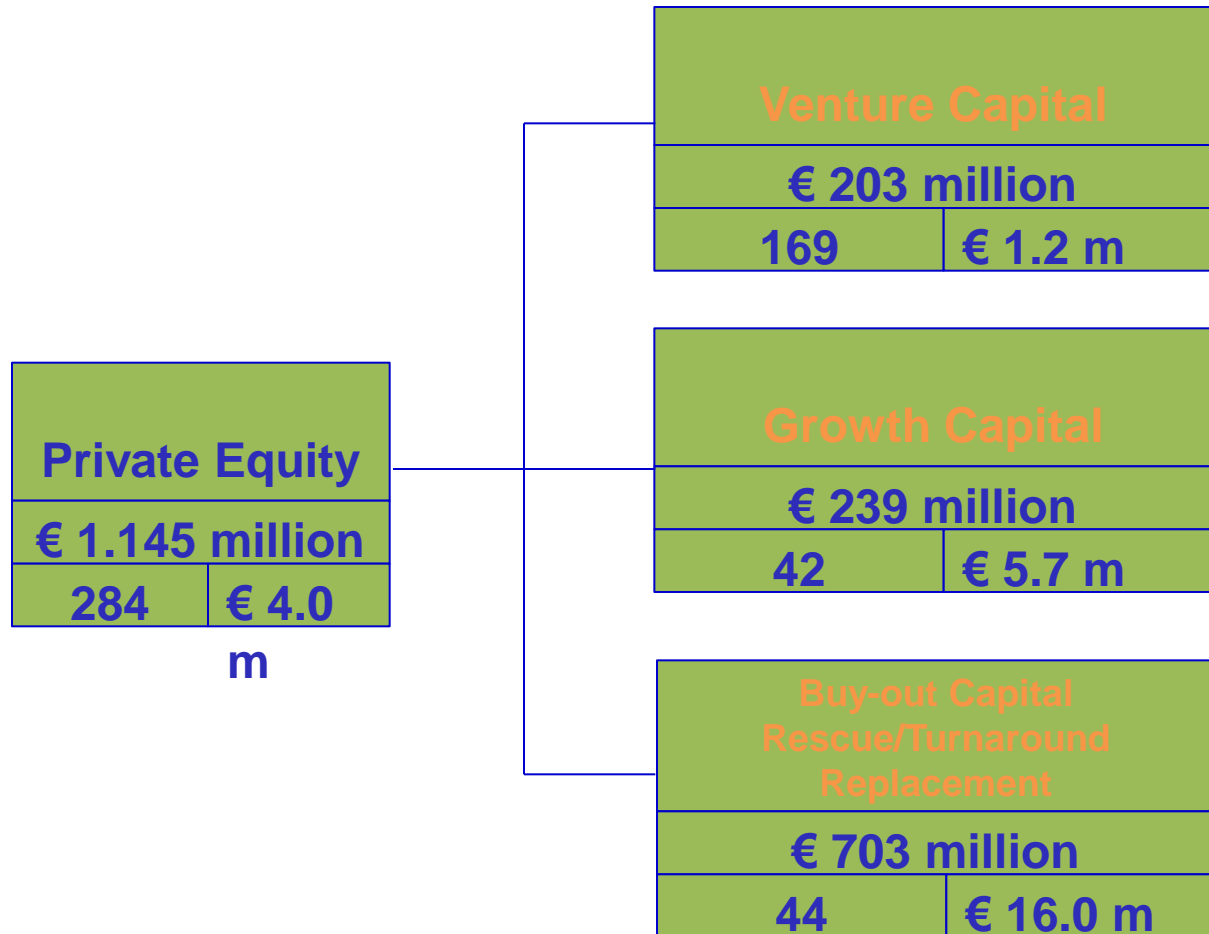 Private Equity
€ 1.145 million
284 € 4.0
m
Venture Capital
€ 203 million
169 € 1.2 m
Growth Capital
€ 239 million
42 € 5.7 m
Buy-out Capital
Rescue/Turnaround
Replacement
€ 703 million
44 € 16.0 m